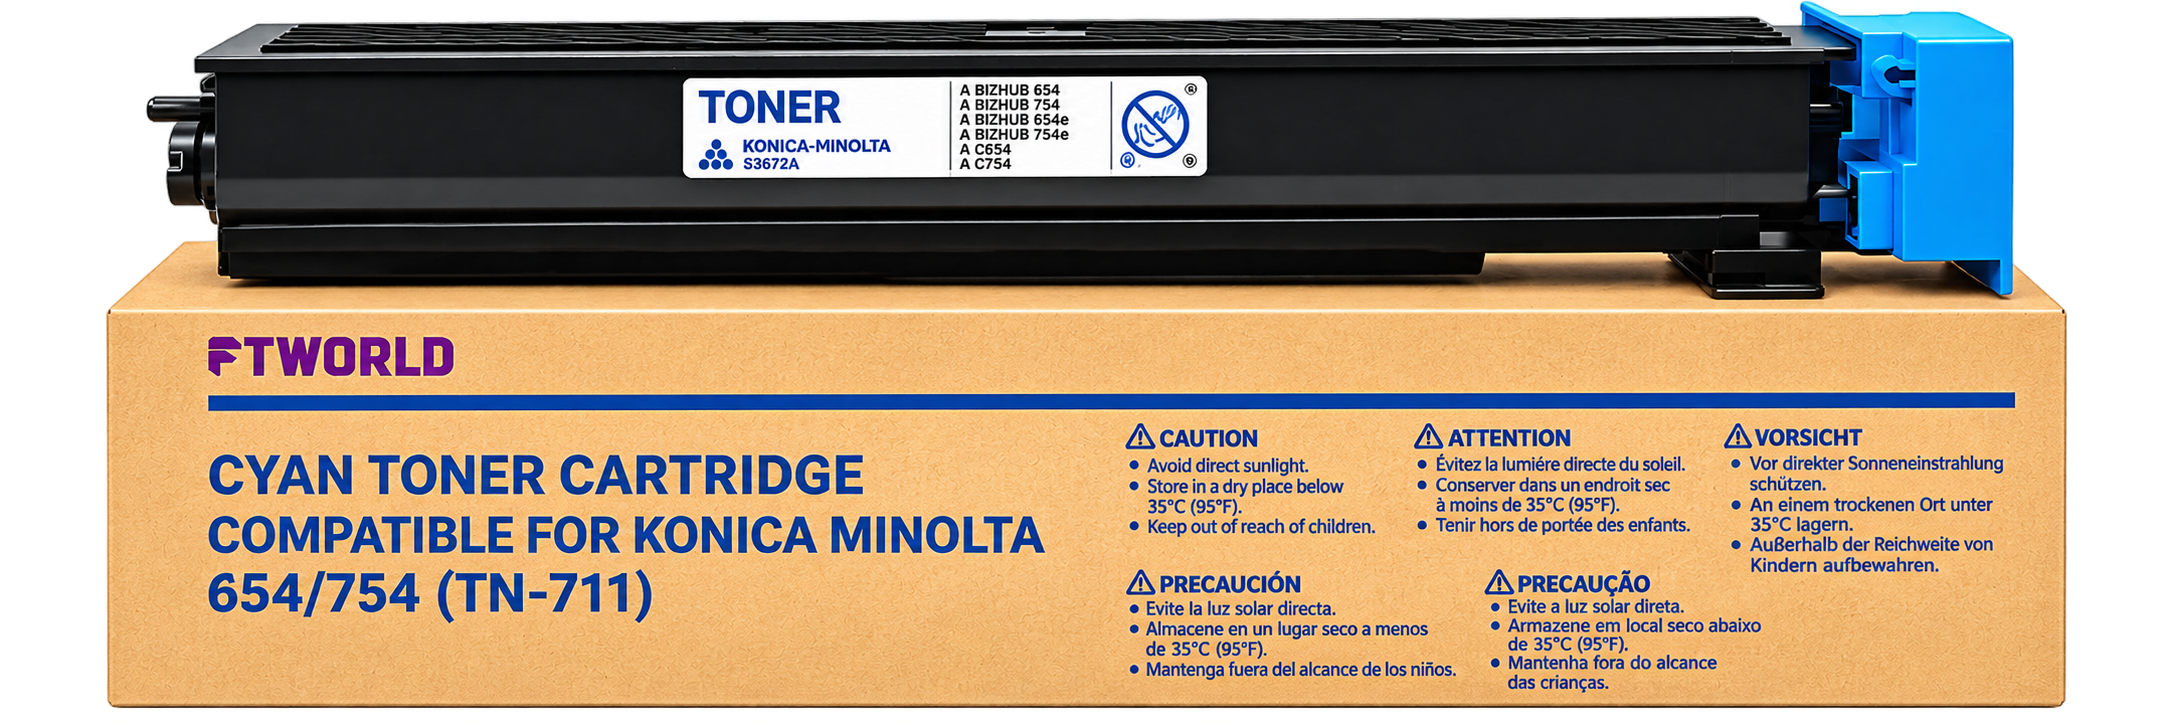 TONER
KONICA-MINOLTA
S3672A
A BIZHUB 654
A BIZHUB 754
A BIZHUB 654e
A BIZHUB 754e
A C654
A C754
FTWORLD
CYAN TONER CARTRIDGE
COMPATIBLE FOR KONICA MINOLTA
654/754 (TN-711)
CAUTION
• Avoid direct sunlight.
• Store in a dry place below
35°C (95°F).
• Keep out of reach of children.
ATTENTION
• Évitez la lumiére directe du soleil.
• Conserver dans un endroit sec
à moins de 35°C (95°F).
• Tenir hors de portée des enfants.
VORSICHT
• Vor direkter Sonneneinstrahlung
schützen.
• An einem trockenen Ort unter
35°C lagern.
• Außerhalb der Reichweite von
Kindern aufbewahren.
PRECAUCIÓN
• Evite la luz solar directa.
• Almacene en un lugar seco a menos
de 35°C (95°F).
• Mantenga fuera del alcance de los niños.
PRECAUÇÃO
• Evite a luz solar direta.
• Armazene em local seco abaixo
de 35°C (95°F).
• Mantenha fora do alcance
das crianças.